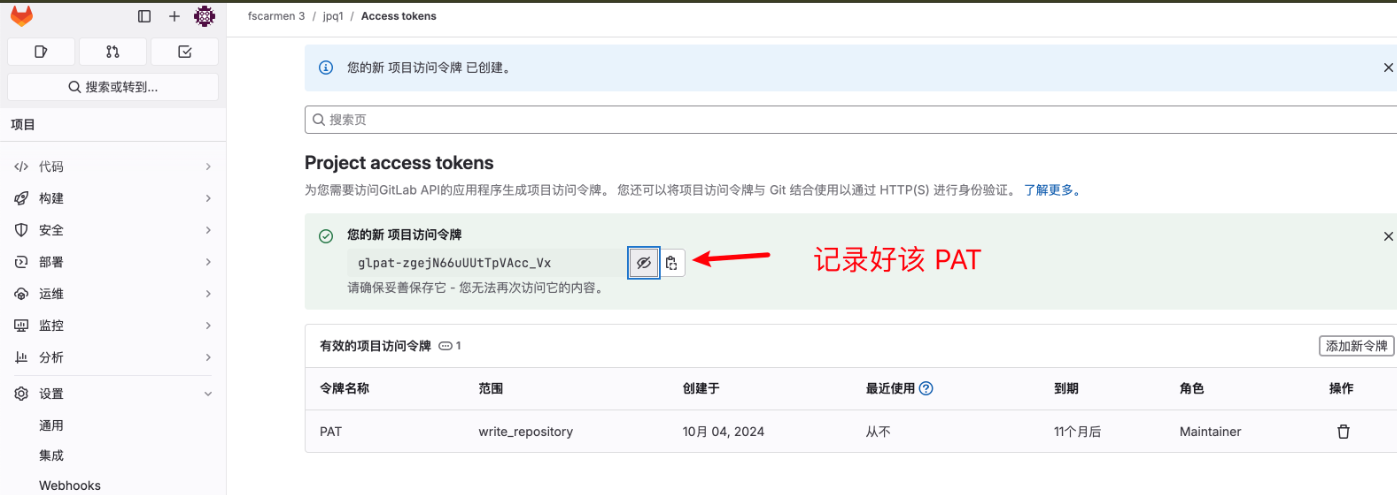 fscarmen 3 / jpq1 / Access tokens
搜索或转到...
项目
代码
构建
安全
部署
运维
监控
分析
设置
通用
集成
Webhooks
您的新 项目访问令牌 已创建。
搜索页
Project access tokens
为您需要访问GitLab API的应用程序生成项目访问令牌。 您还可以将项目访问令牌与 Git 结合使用以通过 HTTP(S) 进行身份验证。 了解更多。
您的新 项目访问令牌
glpat-zgejN66uUUtTpVAcc_Vx
记录好该 PAT
请确保妥善保存它 - 您无法再次访问它的内容。
有效的项目访问令牌 1
添加新令牌
令牌名称 范围 创建于 最近使用 到期 角色 操作
PAT write_repository 10月 04, 2024 从不 11个月后 Maintainer